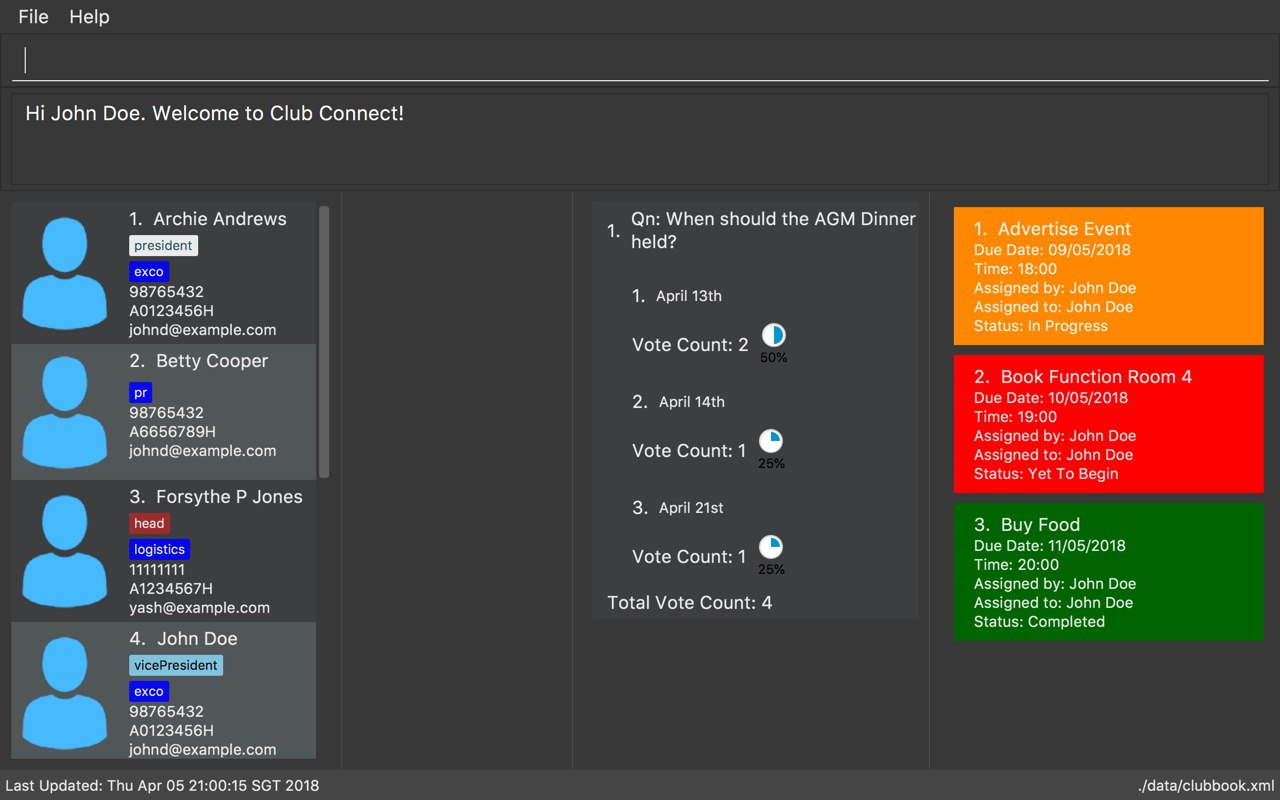 File Help
Hi John Doe. Welcome to Club Connect!
1. Archie Andrews
president
exco
98765432
A0123456H
johnd@example.com
2. Betty Cooper
pr
98765432
A6656789H
johnd@example.com
3. Forsythe P Jones
head
logistics
11111111
A1234567H
yash@example.com
4. John Doe
vicePresident
exco
98765432
A0123456H
johnd@example.com
1. Qn: When should the AGM Dinner
held?
1. April 13th
Vote Count: 2
50%
2. April 14th
Vote Count: 1
25%
3. April 21st
Vote Count: 1
25%
Total Vote Count: 4
1. Advertise Event
Due Date: 09/05/2018
Time: 18:00
Assigned by: John Doe
Assigned to: John Doe
Status: In Progress
2. Book Function Room 4
Due Date: 10/05/2018
Time: 19:00
Assigned by: John Doe
Assigned to: John Doe
Status: Yet To Begin
3. Buy Food
Due Date: 11/05/2018
Time: 20:00
Assigned by: John Doe
Assigned to: John Doe
Status: Completed
Last Updated: Thu Apr 05 21:00:15 SGT 2018
./data/clubbook.xml